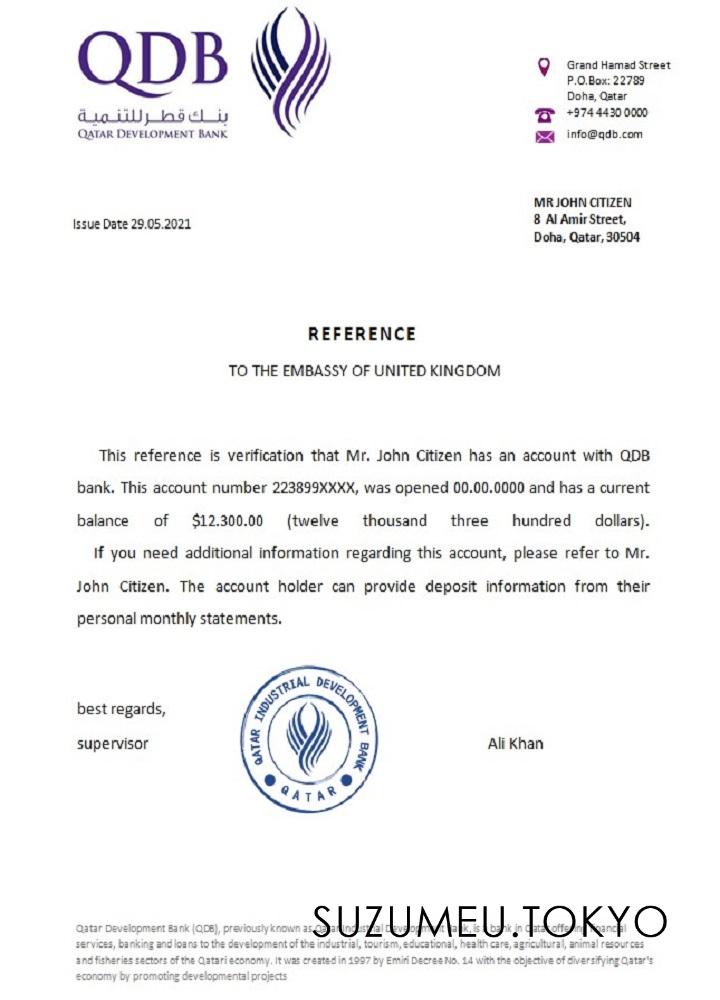 QDB
بنك قطر للتنمية
QATAR DEVELOPMENT BANK
Grand Hamad Street
P.O.Box: 22789
Doha, Qatar
+974 4430 0000
info@qdb.com
MR JOHN CITIZEN
8 Al Amir Street,
Doha, Qatar, 30504
Issue Date 29.05.2021
REFERENCE
TO THE EMBASSY OF UNITED KINGDOM
This reference is verification that Mr. John Citizen has an account with QDB
bank. This account number 223899XXXX, was opened 00.00.0000 and has a current
balance of $12.300.00 (twelve thousand three hundred dollars).
If you need additional information regarding this account, please refer to Mr.
John Citizen. The account holder can provide deposit information from their
personal monthly statements.
best regards,
supervisor
QATAR INDUSTRIAL DEVELOPMENT BANK
QATAR
Ali Khan
SUZUMEU.TOKYO
Qatar Development Bank (QDB), previously known as Qatar Industrial Development Bank, is a bank in Qatar offering financial
services, banking and loans to the development of the industrial, tourism, educational, health care, agricultural, animal resources
and fisheries sectors of the Qatari economy. It was created in 1997 by Emiri Decree No. 14 with the objective of diversifying Qatar's
economy by promoting developmental projects